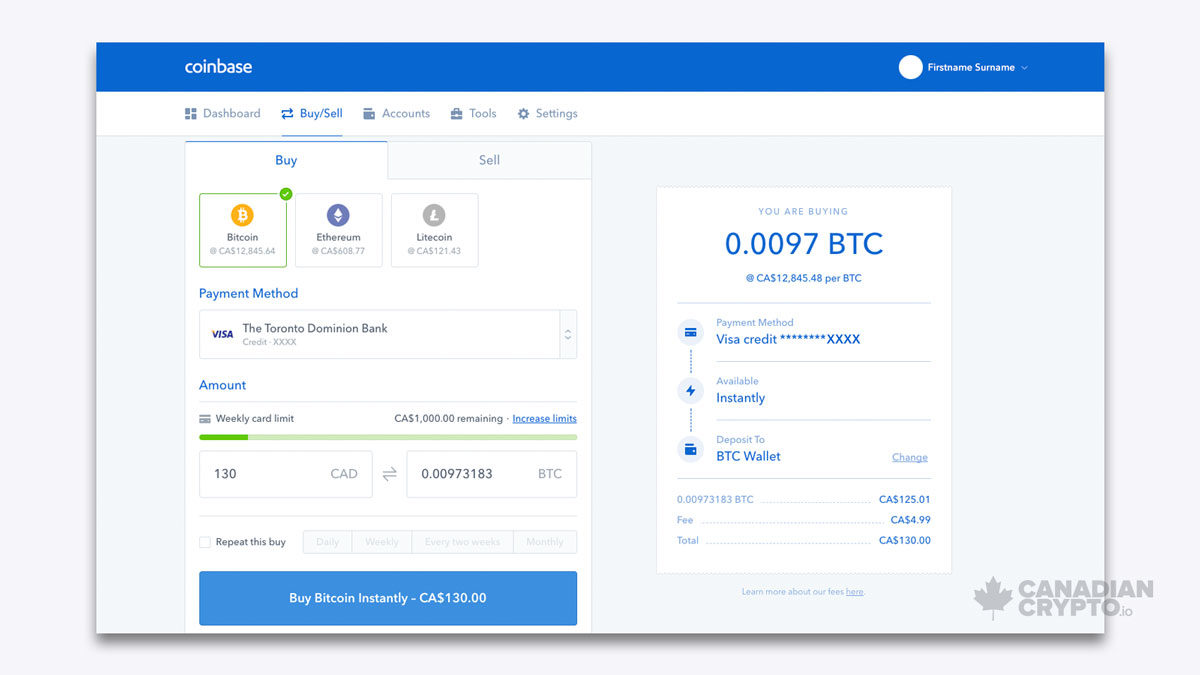 coinbase
Firstname Surname
Dashboard
Buy/Sell
Accounts
Tools
Settings
Buy
Sell
Bitcoin
@ CA$12,845.64
Ethereum
@ CA$608.77
Litecoin
@ CA$121.43
Payment Method
VISA
The Toronto Dominion Bank
Credit · XXXX
Amount
Weekly card limit
CA$1,000.00 remaining · Increase limits
130 CAD
0.00973183 BTC
Repeat this buy
Daily
Weekly
Every two weeks
Monthly
Buy Bitcoin Instantly – CA$130.00
YOU ARE BUYING
0.0097 BTC
@ CA$12,845.48 per BTC
Payment Method
Visa credit ********XXXX
Available
Instantly
Deposit To
BTC Wallet
Change
0.00973183 BTC CA$125.01
Fee CA$4.99
Total CA$130.00
Learn more about our fees here.
CANADIAN
CRYPTO.io